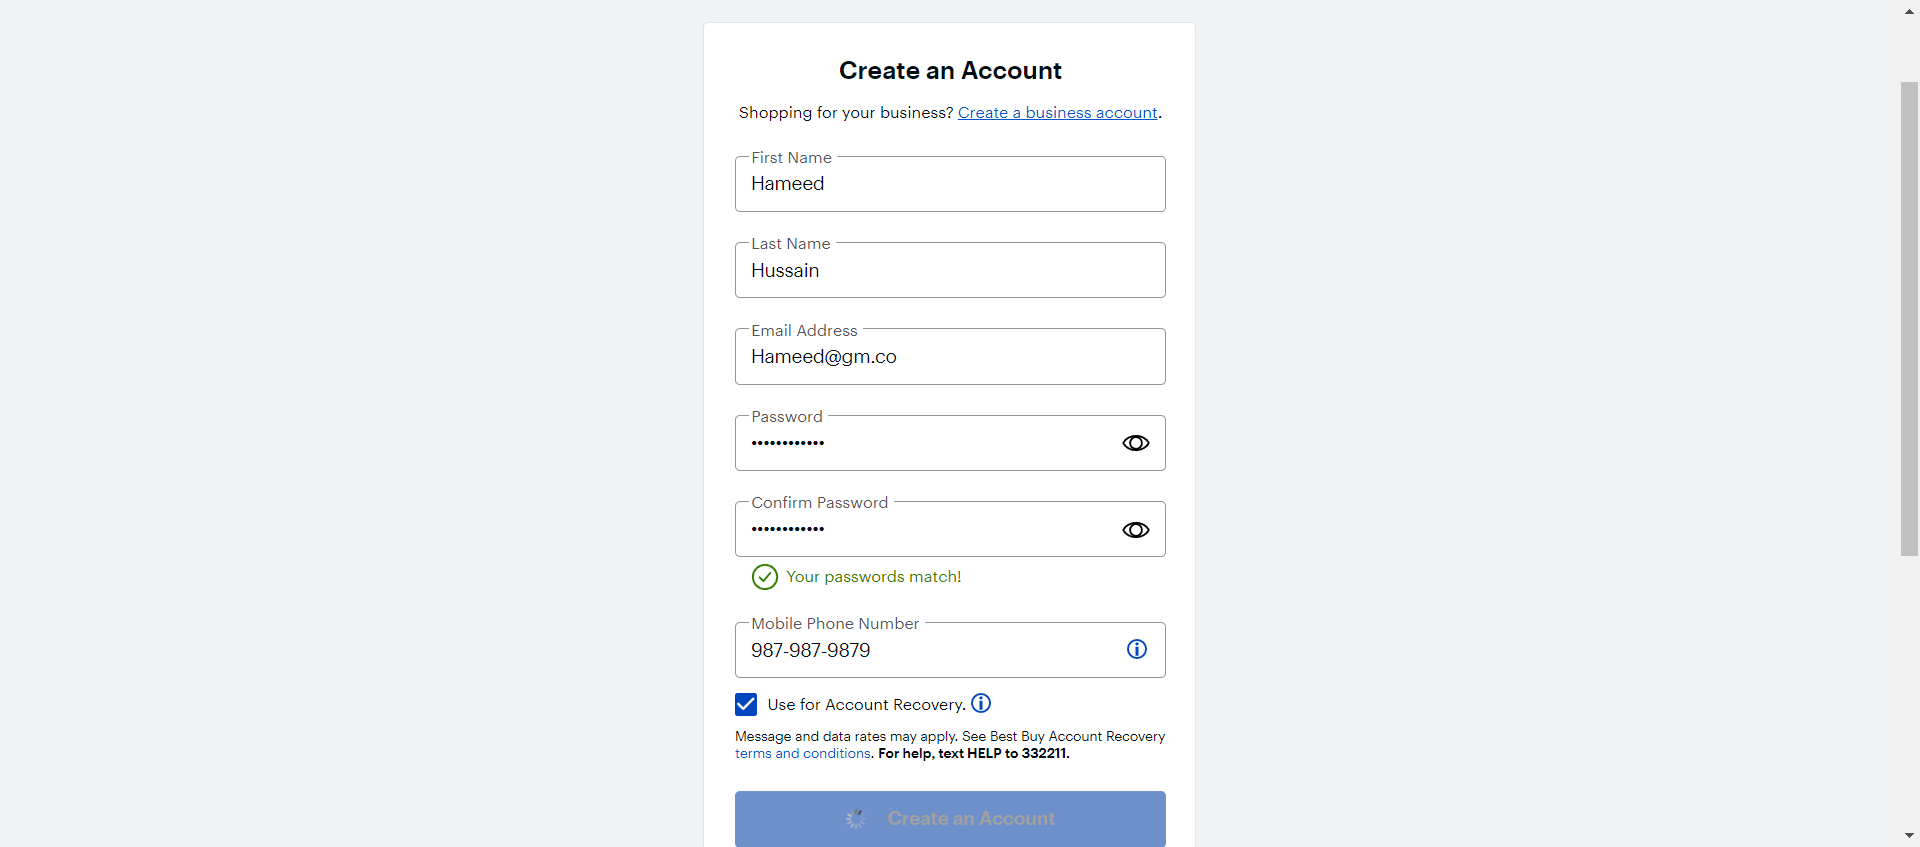 Create an Account
Shopping for your business? Create a business account.
First Name
Hameed
Last Name
Hussain
Email Address
Hameed@gm.co
Password
••••••••••••
Confirm Password
••••••••••••
Your passwords match!
Mobile Phone Number
987-987-9879
Use for Account Recovery.
Message and data rates may apply. See Best Buy Account Recovery
terms and conditions. For help, text HELP to 332211.
Create an Account